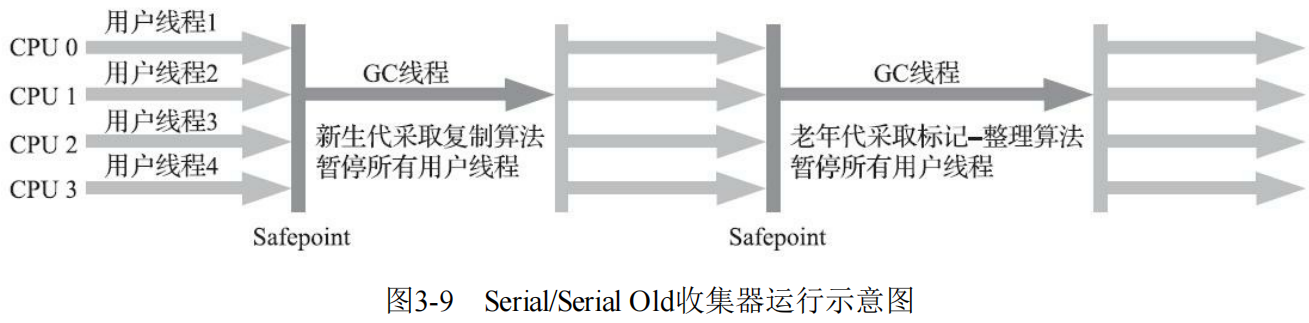 用户线程1
CPU 0
用户线程2
CPU 1
用户线程3
CPU 2
用户线程4
CPU 3
Safepoint
GC线程
新生代采取复制算法
暂停所有用户线程
Safepoint
GC线程
老年代采取标记-整理算法
暂停所有用户线程
图3-9 Serial/Serial Old收集器运行示意图